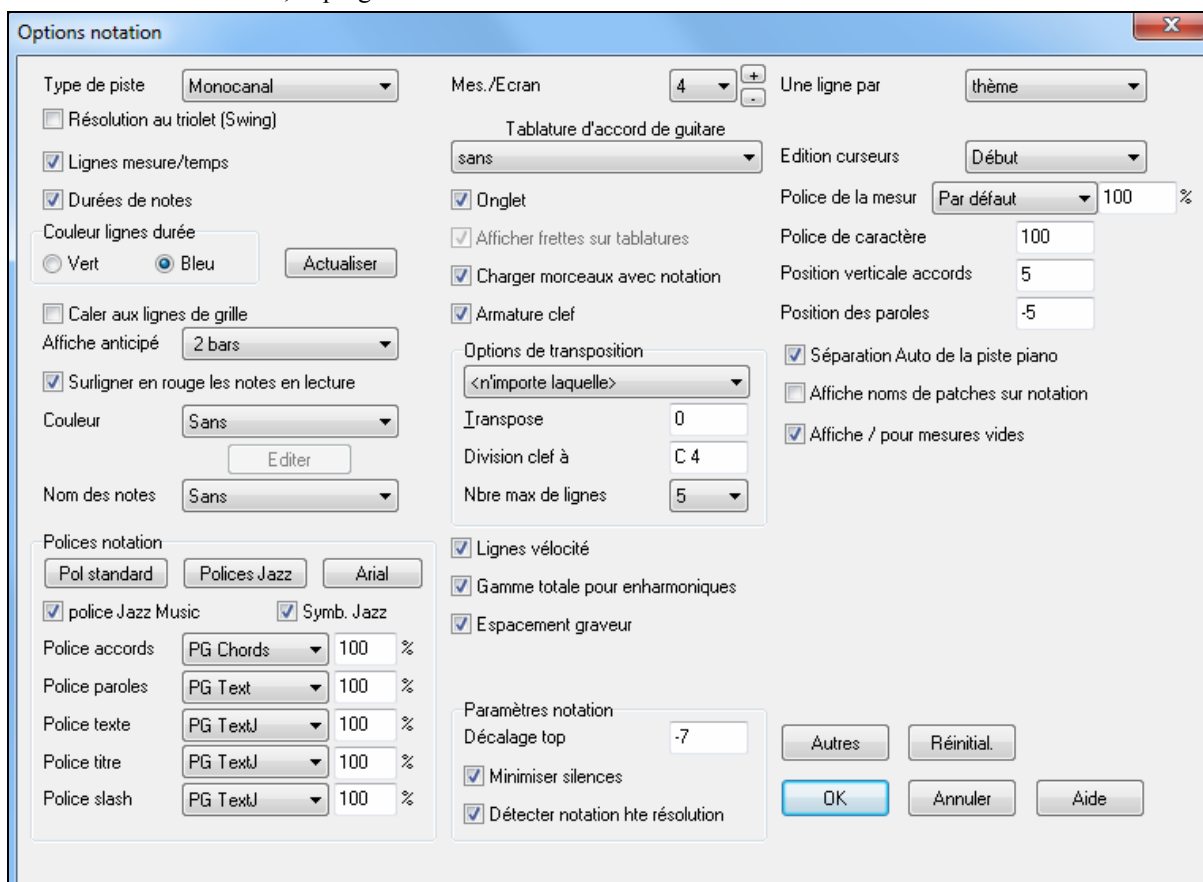 Options notation
Type de piste Monocanal
Résolution au triolet (Swing)
Lignes mesure/temps
Durées de notes
Couleur lignes durée
Vert Bleu Actualiser
Caler aux lignes de grille
Affiche anticipé 2 bars
Surligner en rouge les notes en lecture
Couleur Sans
Editer
Nom des notes Sans
Polices notation
Pol standard Polices Jazz Arial
police Jazz Music Symb. Jazz
Police accords PG Chords 100 %
Police paroles PG Text 100 %
Police texte PG TextJ 100 %
Police titre PG TextJ 100 %
Police slash PG TextJ 100 %
Mes./Ecran 4 + -
Tablature d'accord de guitare
sans
Onglet
Afficher frettes sur tablatures
Charger morceaux avec notation
Armature clef
Options de transposition
<n'importe laquelle>
Transpose 0
Division clef à C 4
Nbre max de lignes 5
Lignes vélocité
Gamme totale pour enharmoniques
Espacement graveur
Paramètres notation
Décalage top -7
Minimiser silences
Détecter notation hte résolution
Une ligne par thème
Edition curseurs Début
Police de la mesur Par défaut 100 %
Police de caractère 100
Position verticale accords 5
Position des paroles -5
Séparation Auto de la piste piano
Affiche noms de patches sur notation
Affiche / pour mesures vides
Autres Réinitial.
OK Annuler Aide